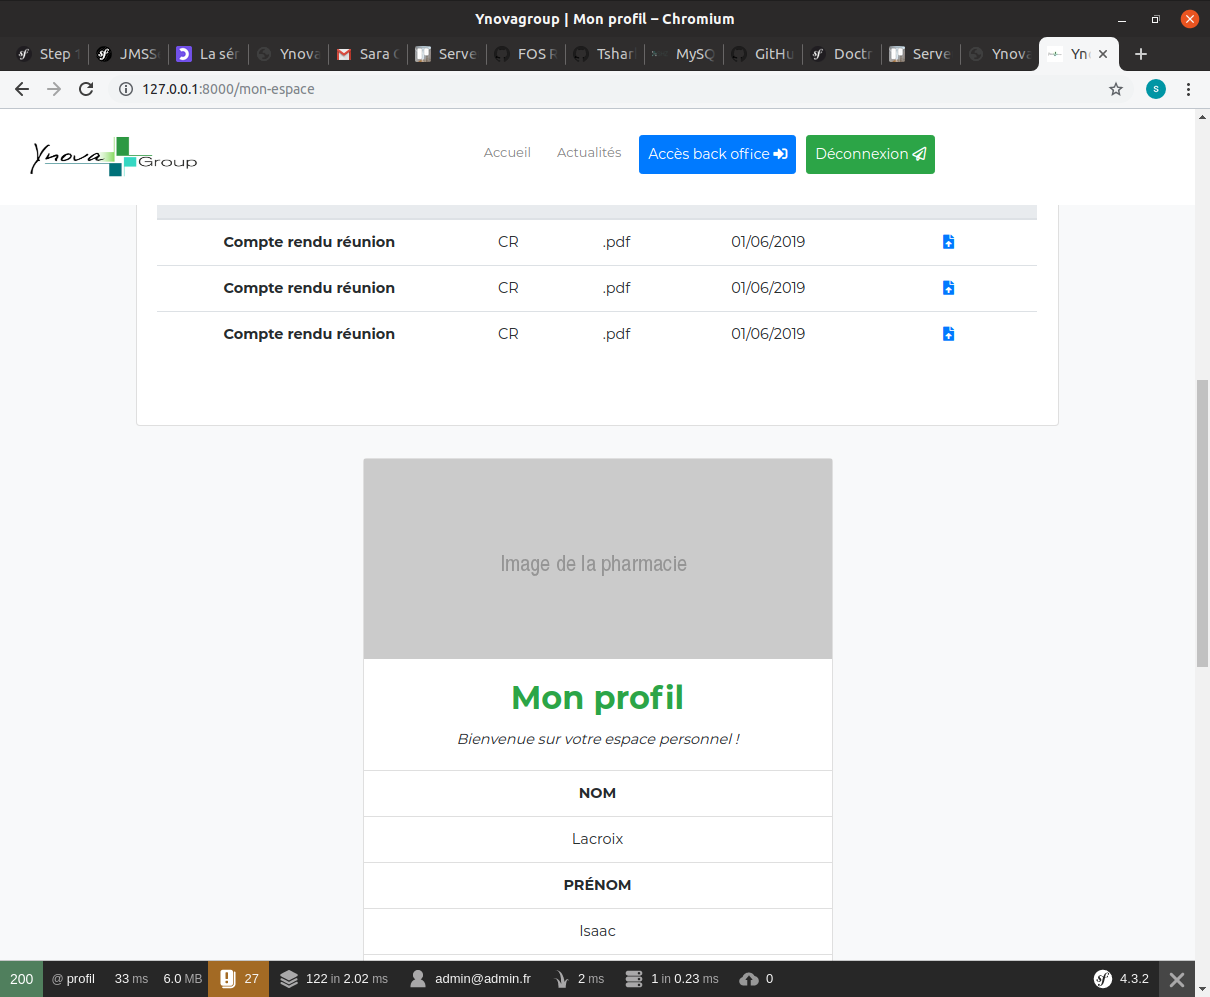 Ynovagroup | Mon profil – Chromium
Step 1 JMSS La sér Ynova Sara C Serve FOS R Tshar MySQ GitHu Doctr Serve Ynova Yn
127.0.0.1:8000/mon-espace
Ynova Group Accueil Actualités Accès back office Déconnexion
Compte rendu réunion CR .pdf 01/06/2019
Compte rendu réunion CR .pdf 01/06/2019
Compte rendu réunion CR .pdf 01/06/2019
Image de la pharmacie
Mon profil
Bienvenue sur votre espace personnel !
NOM
Lacroix
PRÉNOM
Isaac
200 @ profil 33 ms 6.0 MB 27 122 in 2.02 ms admin@admin.fr 2 ms 1 in 0.23 ms 0 4.3.2